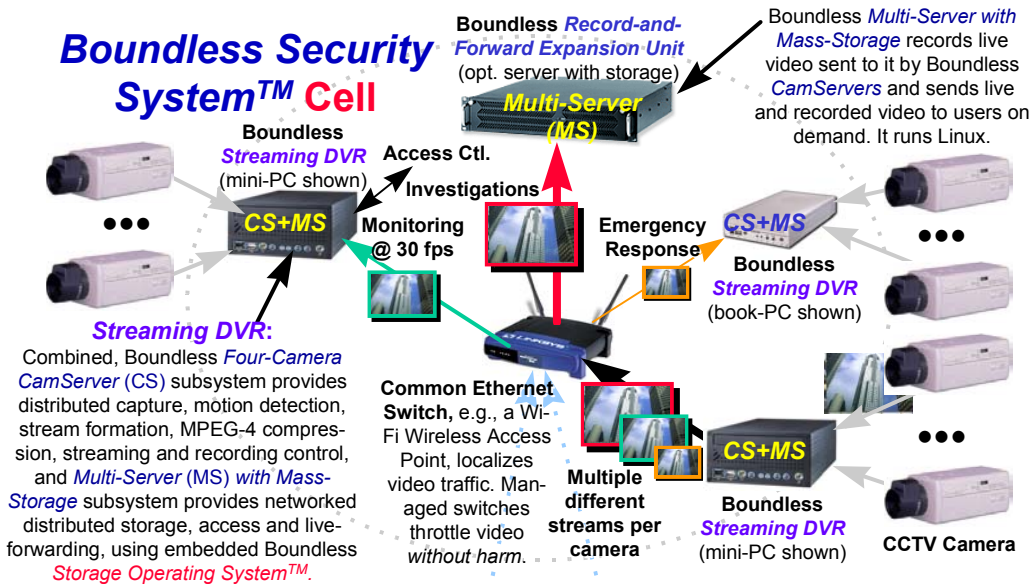 Boundless Security
System™ Cell
Boundless Record-and-
Forward Expansion Unit
(opt. server with storage)
Multi-Server
(MS)
Boundless Multi-Server with
Mass-Storage records live
video sent to it by Boundless
CamServers and sends live
and recorded video to users on
demand. It runs Linux.
Boundless
Streaming DVR
(mini-PC shown)
CS+MS
Access Ctl.
Investigations
Monitoring
@ 30 fps
Emergency
Response
CS+MS
Boundless
Streaming DVR
(book-PC shown)
Streaming DVR:
Combined, Boundless Four-Camera
CamServer (CS) subsystem provides
distributed capture, motion detection,
stream formation, MPEG-4 compres-
sion, streaming and recording control,
and Multi-Server (MS) with Mass-
Storage subsystem provides networked
distributed storage, access and live-
forwarding, using embedded Boundless
Storage Operating System™.
LINKSYS
Common Ethernet
Switch, e.g., a Wi-
Fi Wireless Access
Point, localizes
video traffic. Man-
aged switches
throttle video
without harm.
Multiple
different
streams per
camera
CS+MS
Boundless
Streaming DVR
(mini-PC shown)
CCTV Camera